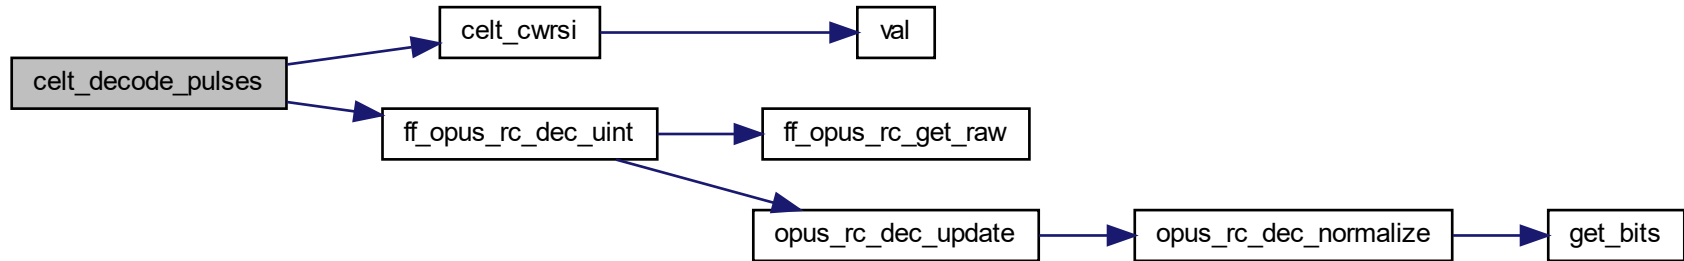 celt_cwrsi
val
celt_decode_pulses
ff_opus_rc_dec_uint
ff_opus_rc_get_raw
opus_rc_dec_update
opus_rc_dec_normalize
get_bits